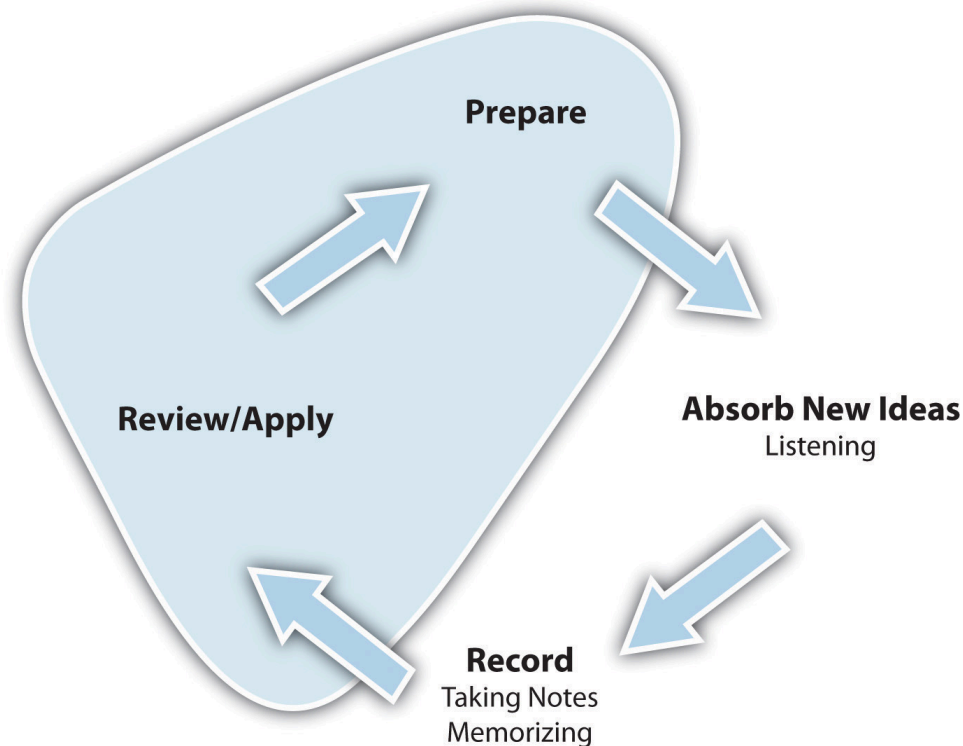 Prepare
Review/Apply
Absorb New Ideas
Listening
Record
Taking Notes
Memorizing